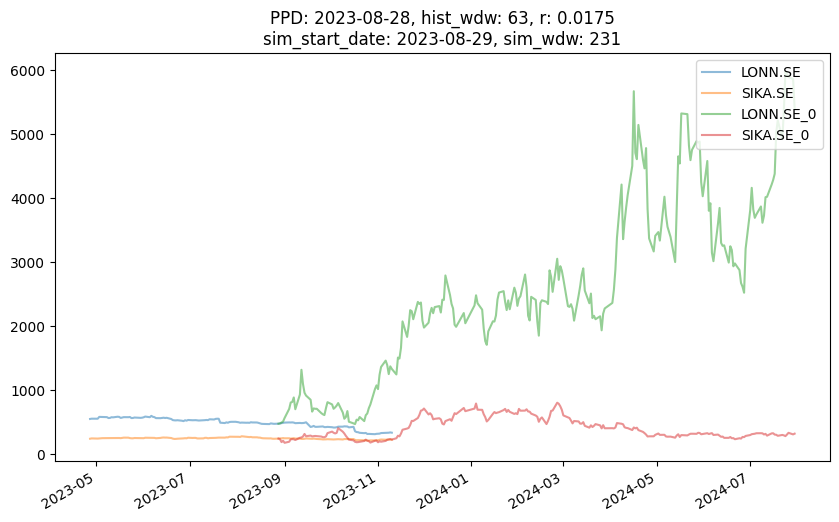 PPD: 2023-08-28, hist_wdw: 63, r: 0.0175
sim_start_date: 2023-08-29, sim_wdw: 231
LONN.SE
SIKA.SE
LONN.SE_0
SIKA.SE_0
6000
5000
4000
3000
2000
1000
0
2023-05
2023-07
2023-09
2023-11
2024-01
2024-03
2024-05
2024-07